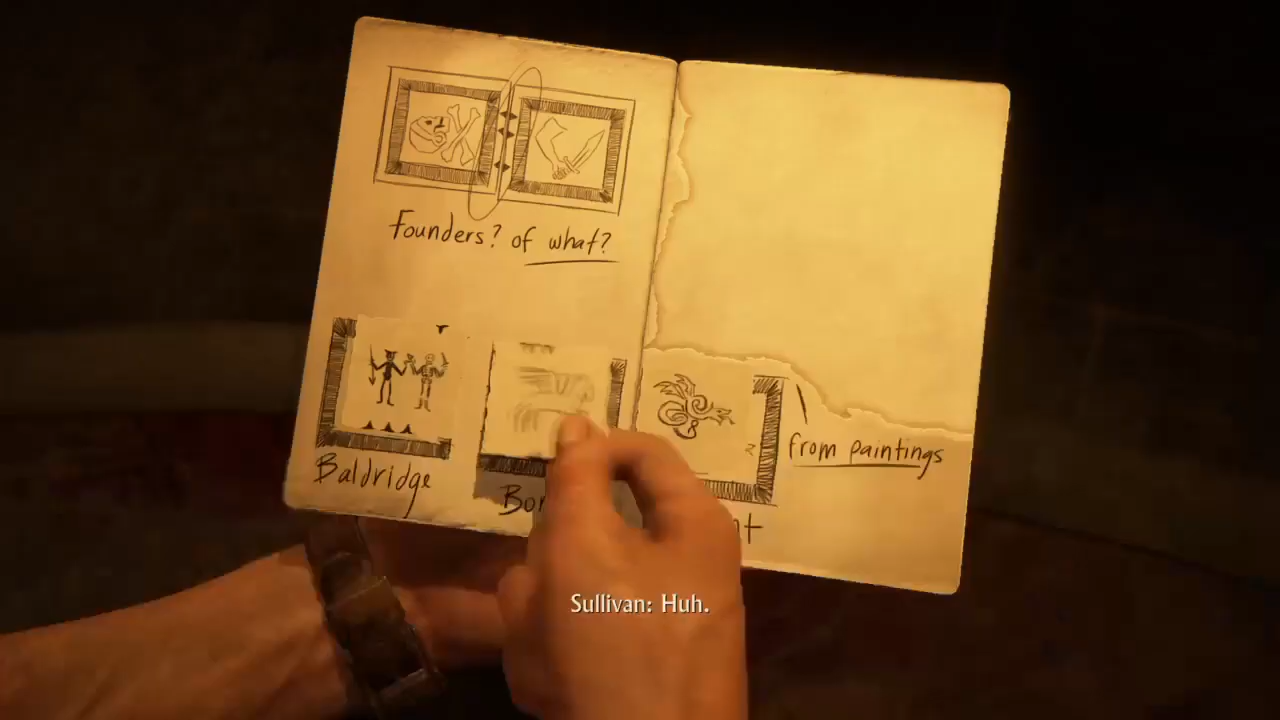 Founders? of what?
from paintings
Baldridge
Sullivan: Huh.